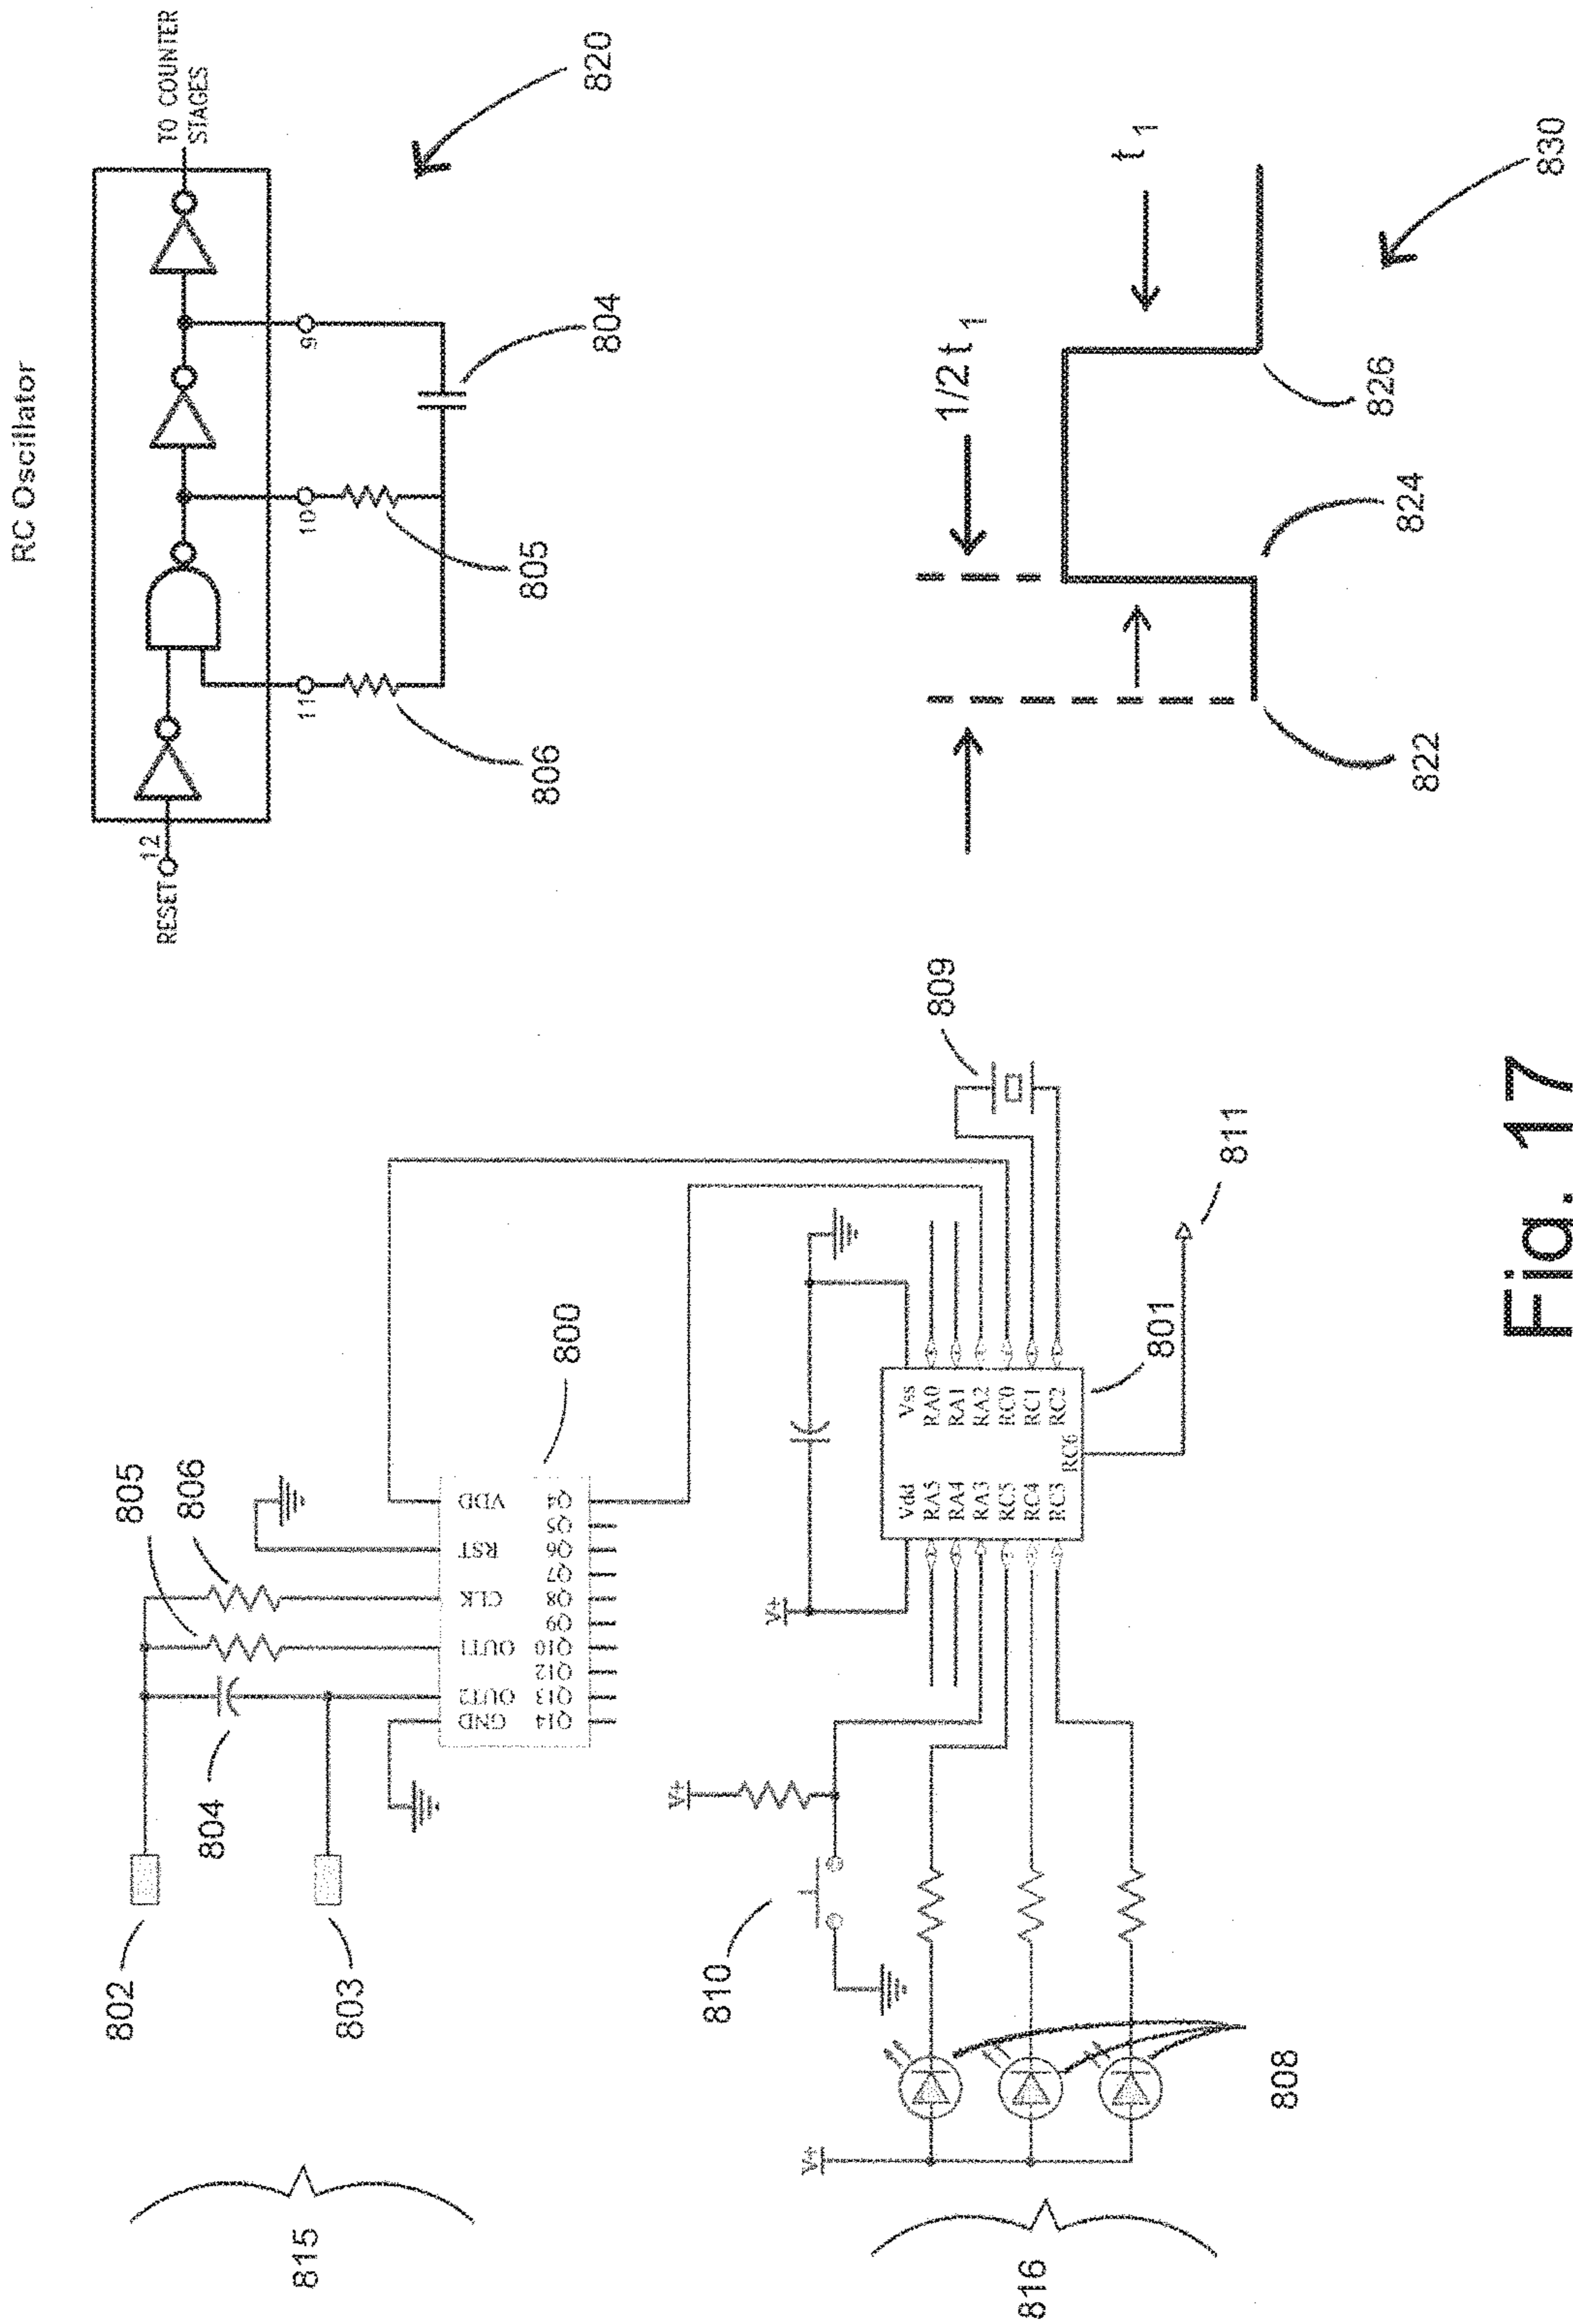 RC Oscillator
RESET
12
TO COUNTER
STAGES
11
10
9
806
805
804
820
1/2 t 1
t 1
822
824
826
830
802
803
804
805
806
815
GND
OUT2
OUT1
CLK
RST
VDD
Q14
Q13
Q12
Q10
Q9
Q8
Q7
Q6
Q5
Q4
800
V+
810
V+
V+
Vdd
RA5
RA4
RA3
RC5
RC4
RC3
Vss
RA0
RA1
RA2
RC0
RC1
RC2
RC6
801
809
811
808
816
Fig. 17